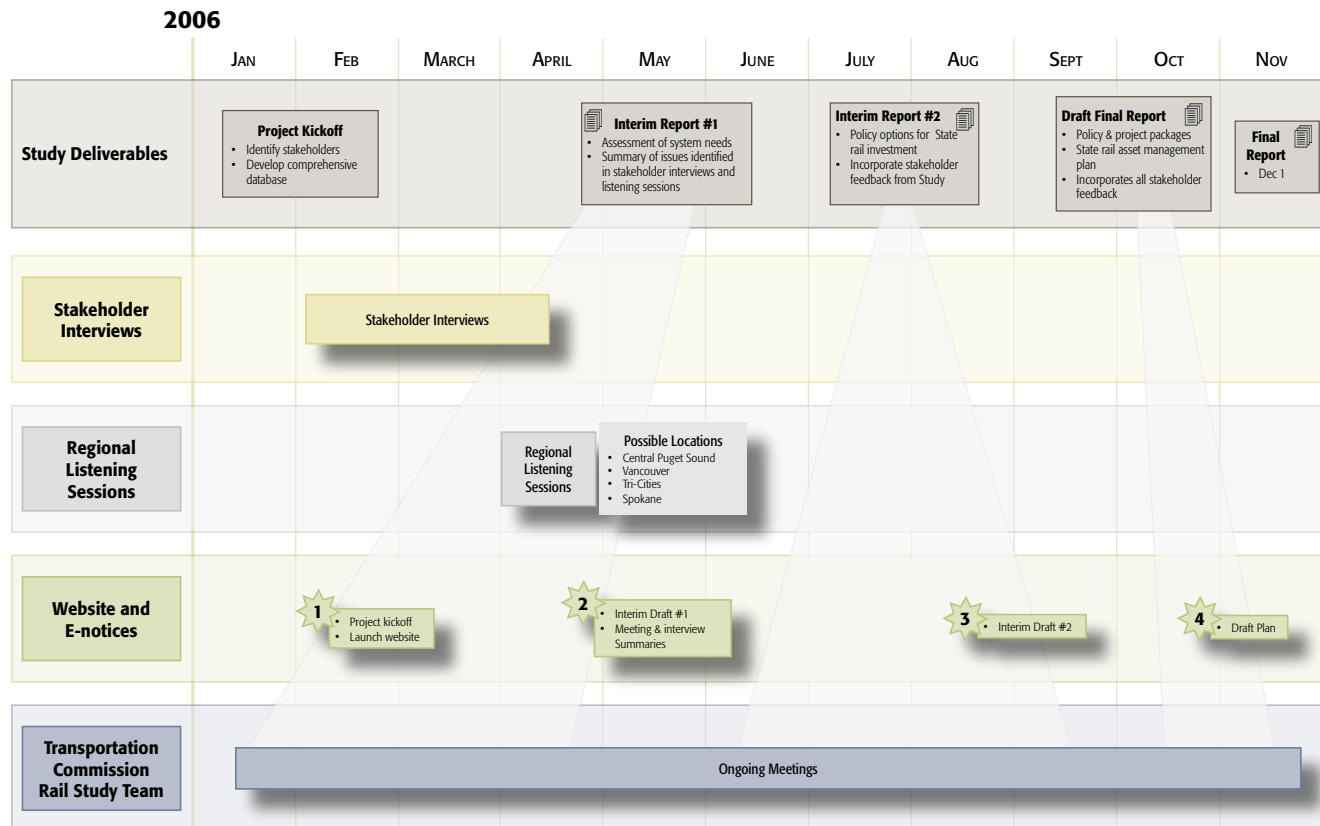 2006
JAN FEB MARCH APRIL MAY JUNE JULY AUG SEPT OCT NOV
Study Deliverables
Project Kickoff
• Identify stakeholders
• Develop comprehensive
database
Interim Report #1
• Assessment of system needs
• Summary of issues identified
in stakeholder interviews and
listening sessions
Interim Report #2
• Policy options for State
rail investment
• Incorporate stakeholder
feedback from Study
Draft Final Report
• Policy & project packages
• State rail asset management
plan
• Incorporates all stakeholder
feedback
Final
Report
• Dec 1
Stakeholder
Interviews
Stakeholder Interviews
Regional
Listening
Sessions
Regional
Listening
Sessions
Possible Locations
• Central Puget Sound
• Vancouver
• Tri-Cities
• Spokane
Website and
E-notices
1
• Project kickoff
• Launch website
2
• Interim Draft #1
• Meeting & interview
Summaries
3
• Interim Draft #2
4
• Draft Plan
Transportation
Commission
Rail Study Team
Ongoing Meetings